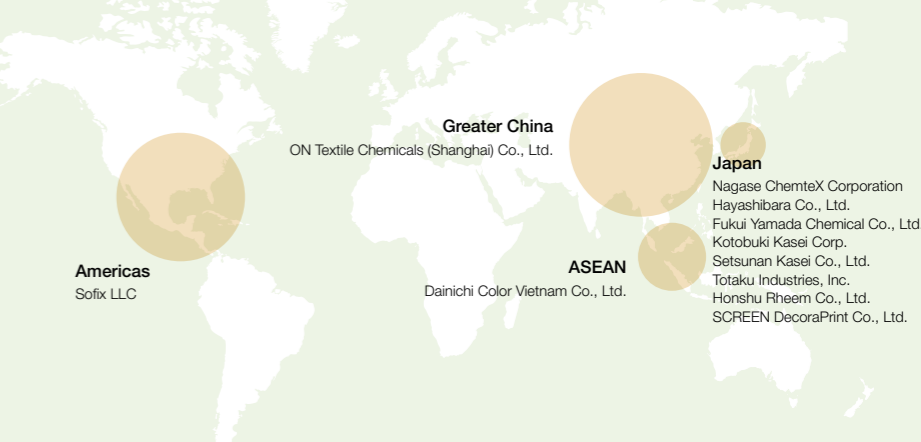 Greater China
ON Textile Chemicals (Shanghai) Co., Ltd.
Japan
Nagase ChemteX Corporation
Hayashibara Co., Ltd.
Fukui Yamada Chemical Co., Ltd.
Kotobuki Kasei Corp.
Setsunan Kasei Co., Ltd.
Totaku Industries, Inc.
Honshu Rheem Co., Ltd.
SCREEN DecoraPrint Co., Ltd.
ASEAN
Dainichi Color Vietnam Co., Ltd.
Americas
Sofix LLC